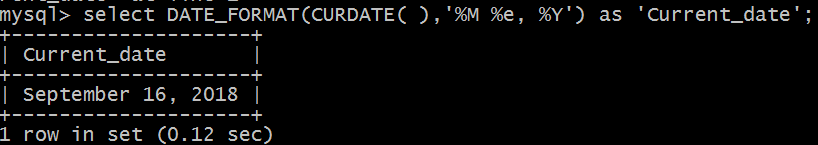 mysql> select DATE_FORMAT(CURDATE( ),'%M %e, %Y') as 'Current_date';
+--------------------+
| Current_date       |
+--------------------+
| September 16, 2018 |
+--------------------+
1 row in set (0.12 sec)